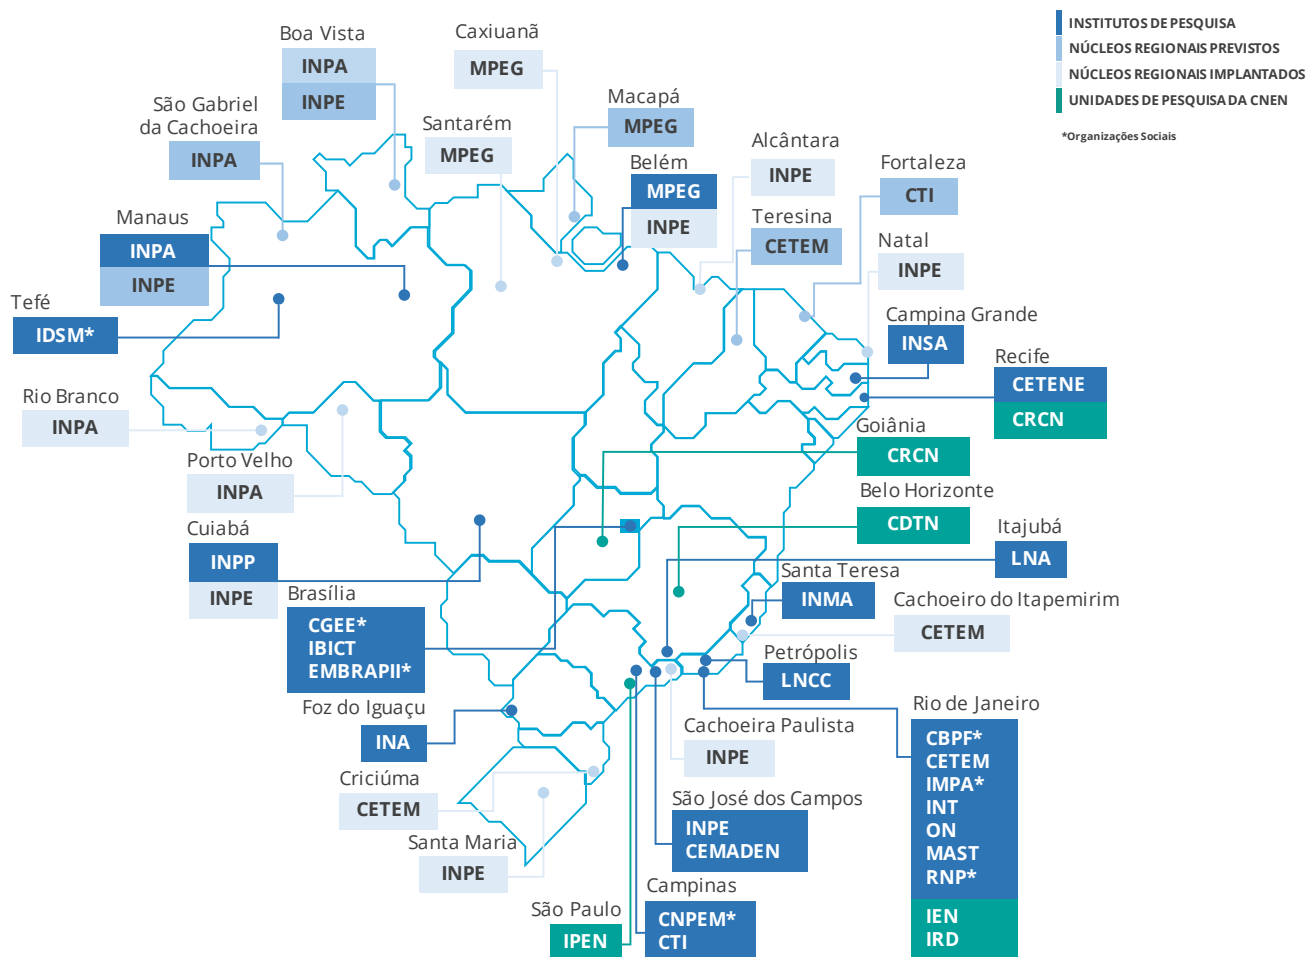 INSTITUTOS DE PESQUISA
NÚCLEOS REGIONAIS PREVISTOS
NÚCLEOS REGIONAIS IMPLANTADOS
UNIDADES DE PESQUISA DA CNEN
*Organizações Sociais
Boa Vista
INPA
INPE
Caxiuanã
MPEG
São Gabriel
da Cachoeira
INPA
Santarém
MPEG
Macapá
MPEG
Belém
MPEG
INPE
Alcântara
INPE
Fortaleza
CTI
Manaus
INPA
INPE
Teresina
CETEM
Natal
INPE
Tefé
IDSM*
Campina Grande
INSA
Recife
CETENE
CRCN
Rio Branco
INPA
Goiânia
CRCN
Porto Velho
INPA
Belo Horizonte
CDTN
Cuiabá
INPP
INPE
Itajubá
LNA
Santa Teresa
INMA
Brasília
CGEE*
IBICT
EMBRAPII*
Cachoeiro do Itapemirim
CETEM
Petrópolis
LNCC
Foz do Iguaçu
INA
Rio de Janeiro
CBPF*
CETEM
IMPA*
INT
ON
MAST
RNP*
IEN
IRD
Cachoeira Paulista
INPE
Criciúma
CETEM
São José dos Campos
INPE
CEMADEN
Santa Maria
INPE
Campinas
CNPEM*
CTI
São Paulo
IPEN